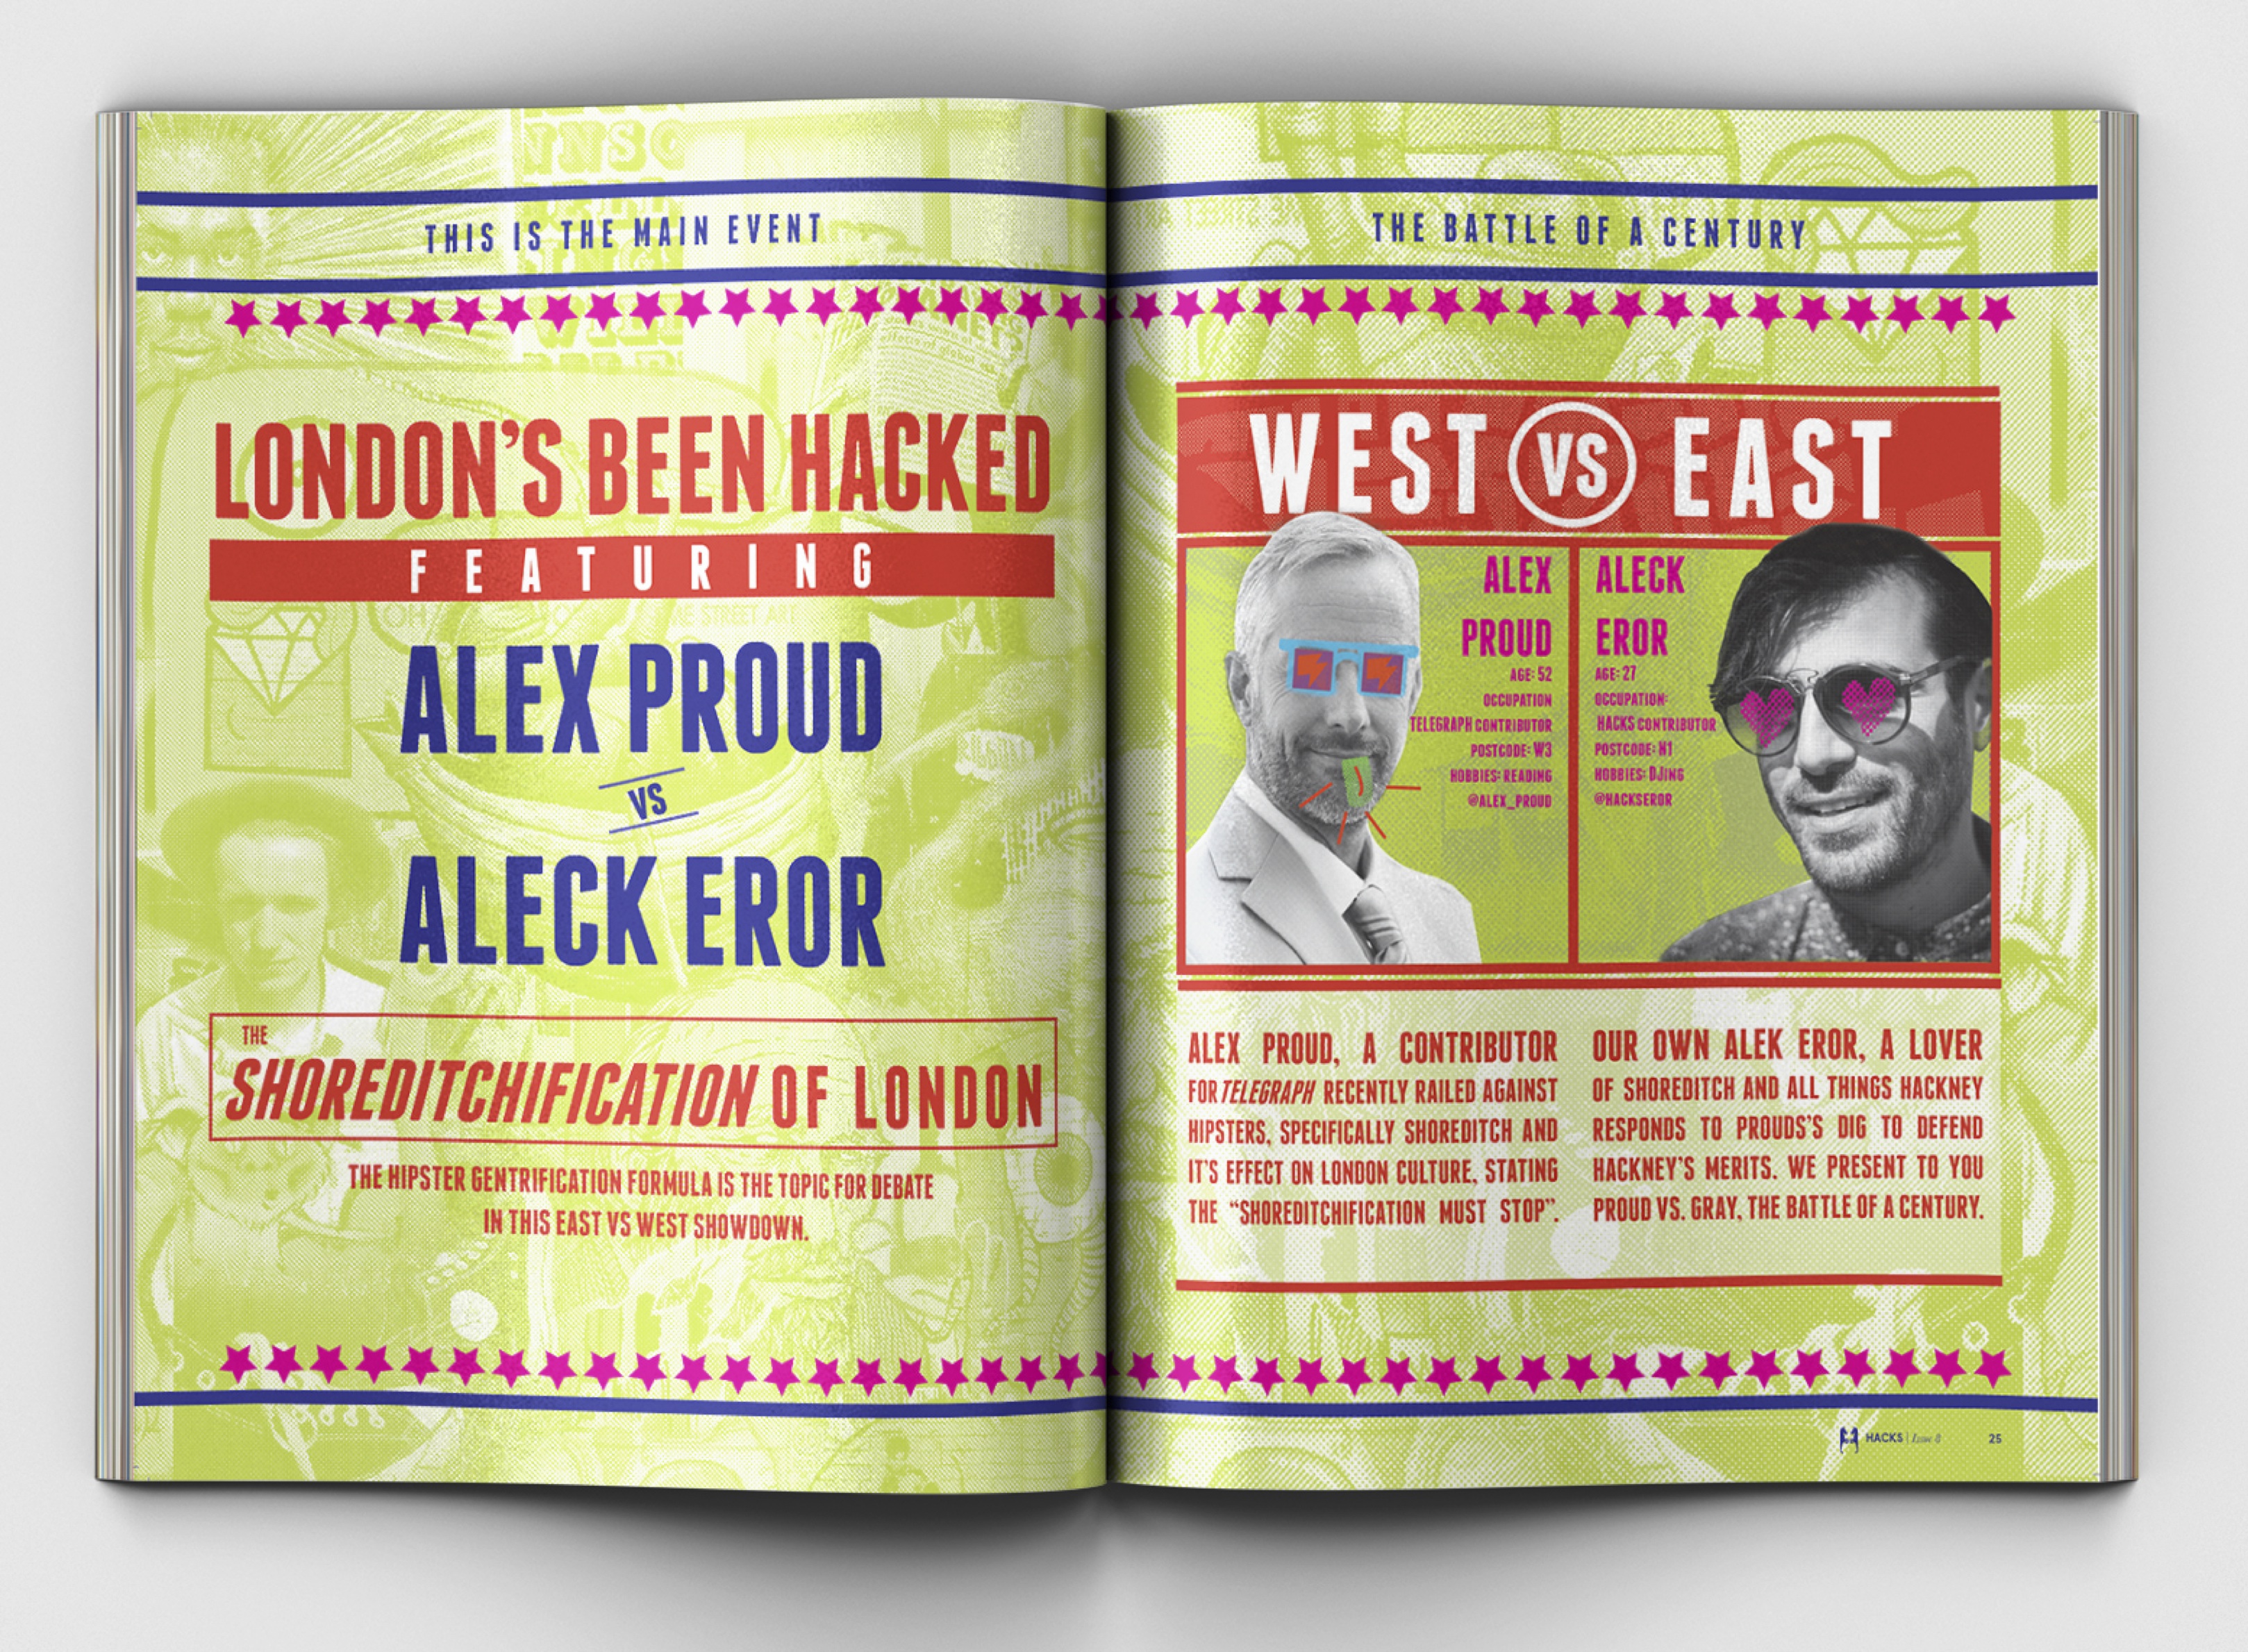 THIS IS THE MAIN EVENT
LONDON'S BEEN HACKED
FEATURING
ALEX PROUD
VS
ALECK EROR
THE
SHOREDITCHIFICATION OF LONDON
THE HIPSTER GENTRIFICATION FORMULA IS THE TOPIC FOR DEBATE
IN THIS EAST VS WEST SHOWDOWN.
THE BATTLE OF A CENTURY
WEST VS EAST
ALEX
PROUD
AGE: 52
OCCUPATION
TELEGRAPH CONTRIBUTOR
POSTCODE: W3
HOBBIES: READING
@ALEX_PROUD
ALECK
EROR
AGE: 27
OCCUPATION:
HACKS CONTRIBUTOR
POSTCODE: N1
HOBBIES: DJING
@HACKSEROR
ALEX PROUD, A CONTRIBUTOR
FOR TELEGRAPH RECENTLY RAILED AGAINST
HIPSTERS, SPECIFICALLY SHOREDITCH AND
IT'S EFFECT ON LONDON CULTURE, STATING
THE "SHOREDITCHIFICATION MUST STOP".
OUR OWN ALEK EROR, A LOVER
OF SHOREDITCH AND ALL THINGS HACKNEY
RESPONDS TO PROUDS'S DIG TO DEFEND
HACKNEY'S MERITS. WE PRESENT TO YOU
PROUD VS. GRAY, THE BATTLE OF A CENTURY.
HACKS | Issue 25